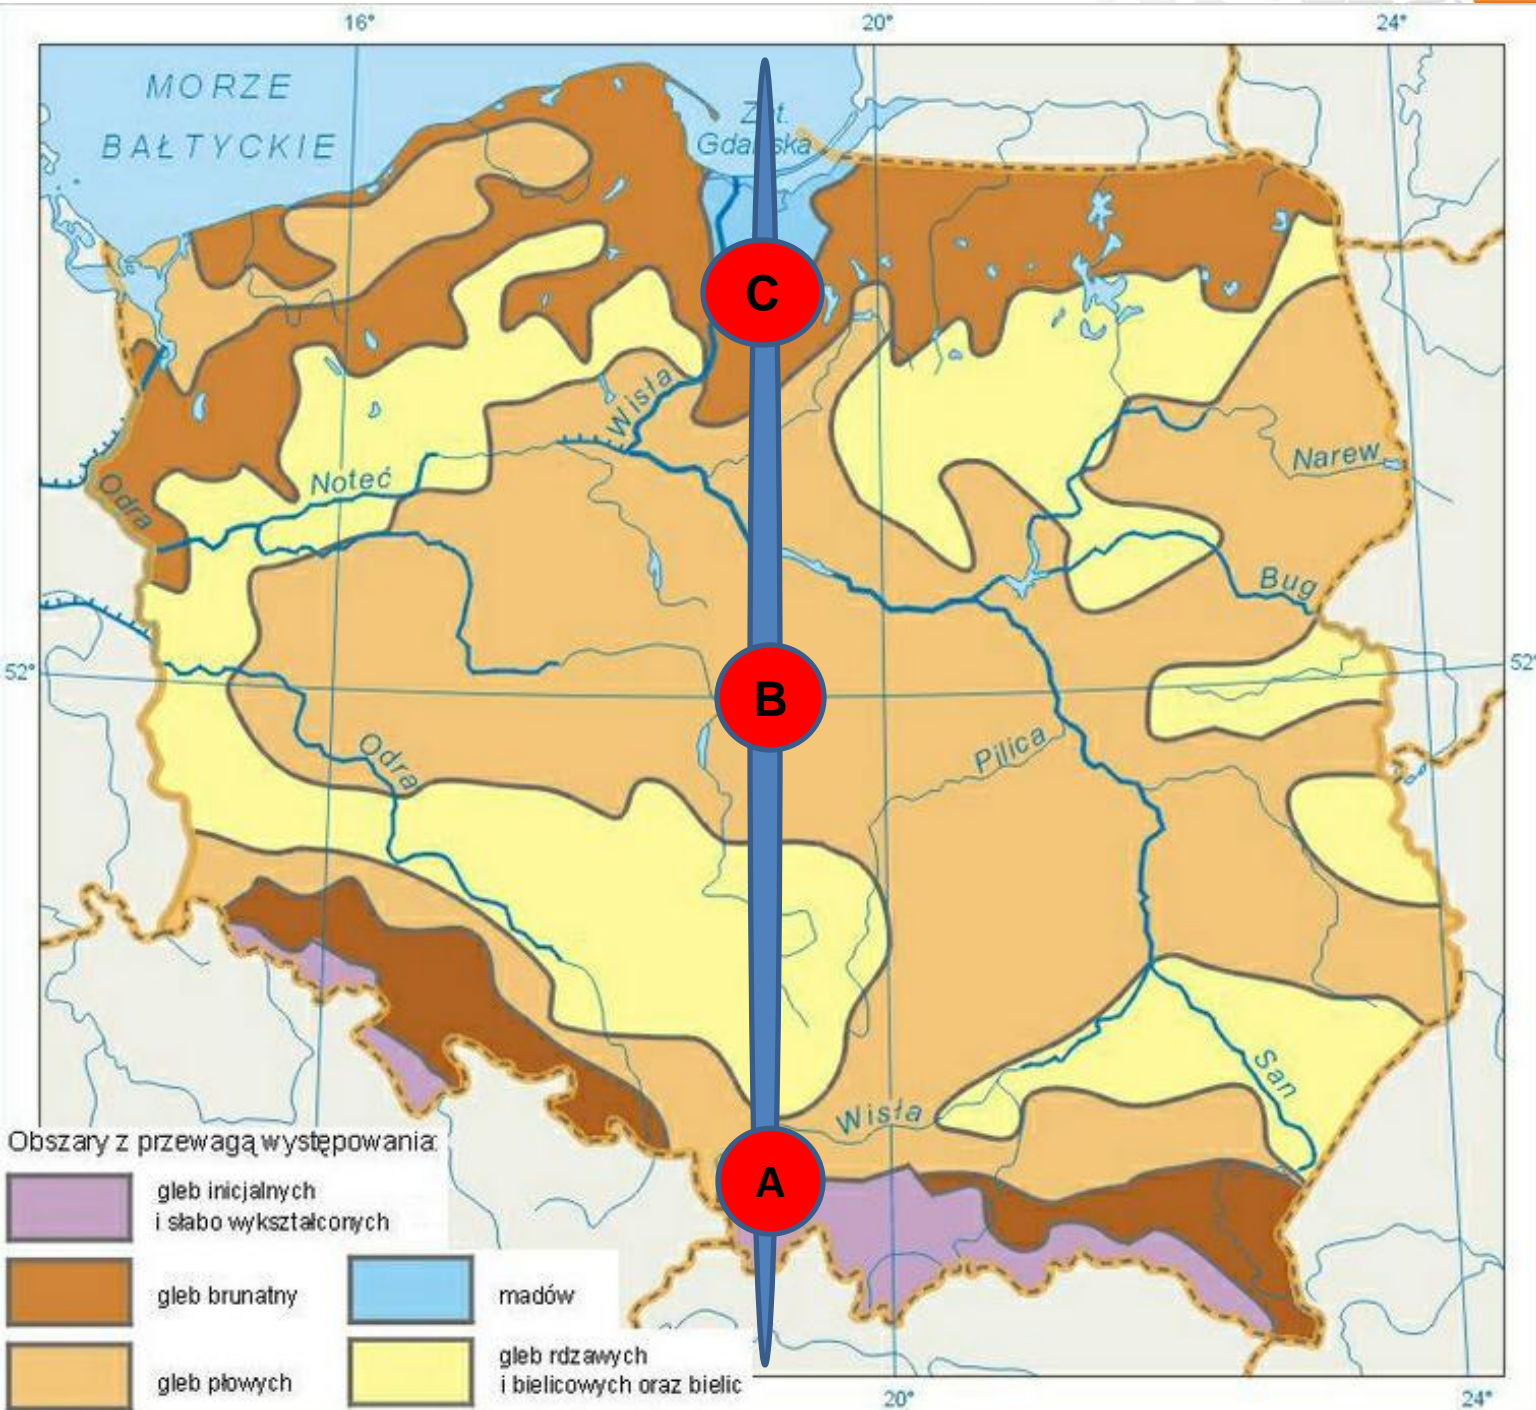 16°
20°
24°
MORZE
BAŁTYCKIE
Zat.
Gdańska
C
Wisła
Noteć
Odra
Narew
Bug
52°
52°
B
Odra
Pilica
San
Wisła
A
Obszary z przewagą występowania:
gleb inicjalnych
i słabo wykształconych
gleb brunatny
gleb płowych
madów
gleb rdzawych
i bielicowych oraz bielic
20°
24°